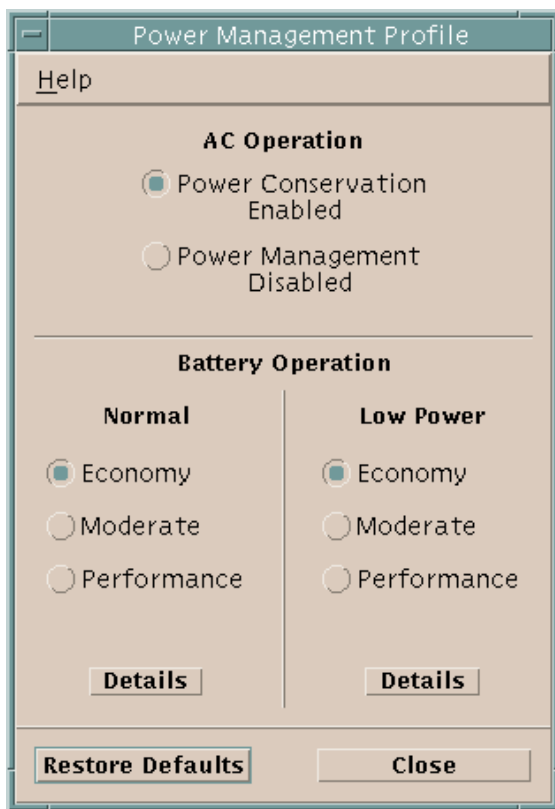 Power Management Profile
Help
AC Operation
Power Conservation
Enabled
Power Management
Disabled
Battery Operation
Normal
Economy
Moderate
Performance
Details
Low Power
Economy
Moderate
Performance
Details
Restore Defaults
Close